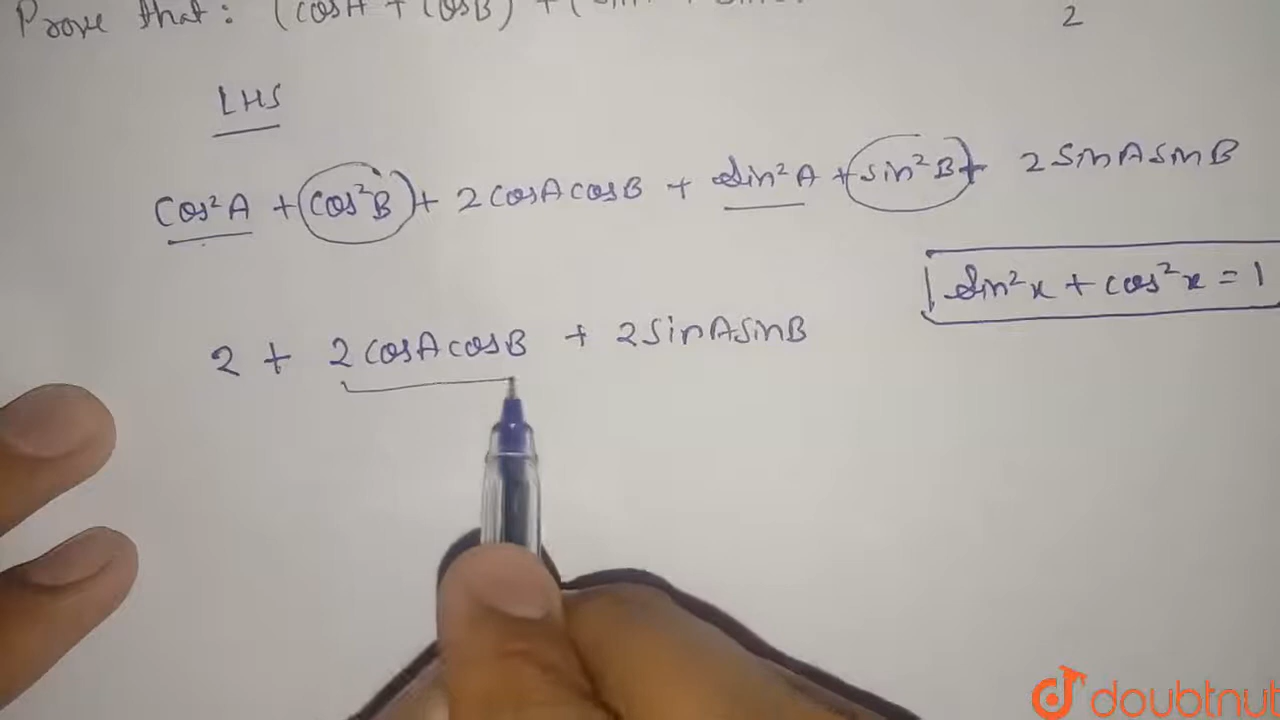 Prove that: (cosA + cosB) + (
2
LHS
cos²A + cos²B + 2cosAcosB + sin²A + sin²B + 2sinAsinB
sin²x + cos²x = 1
2 + 2cosAcosB + 2sinAsinB
doubtnut